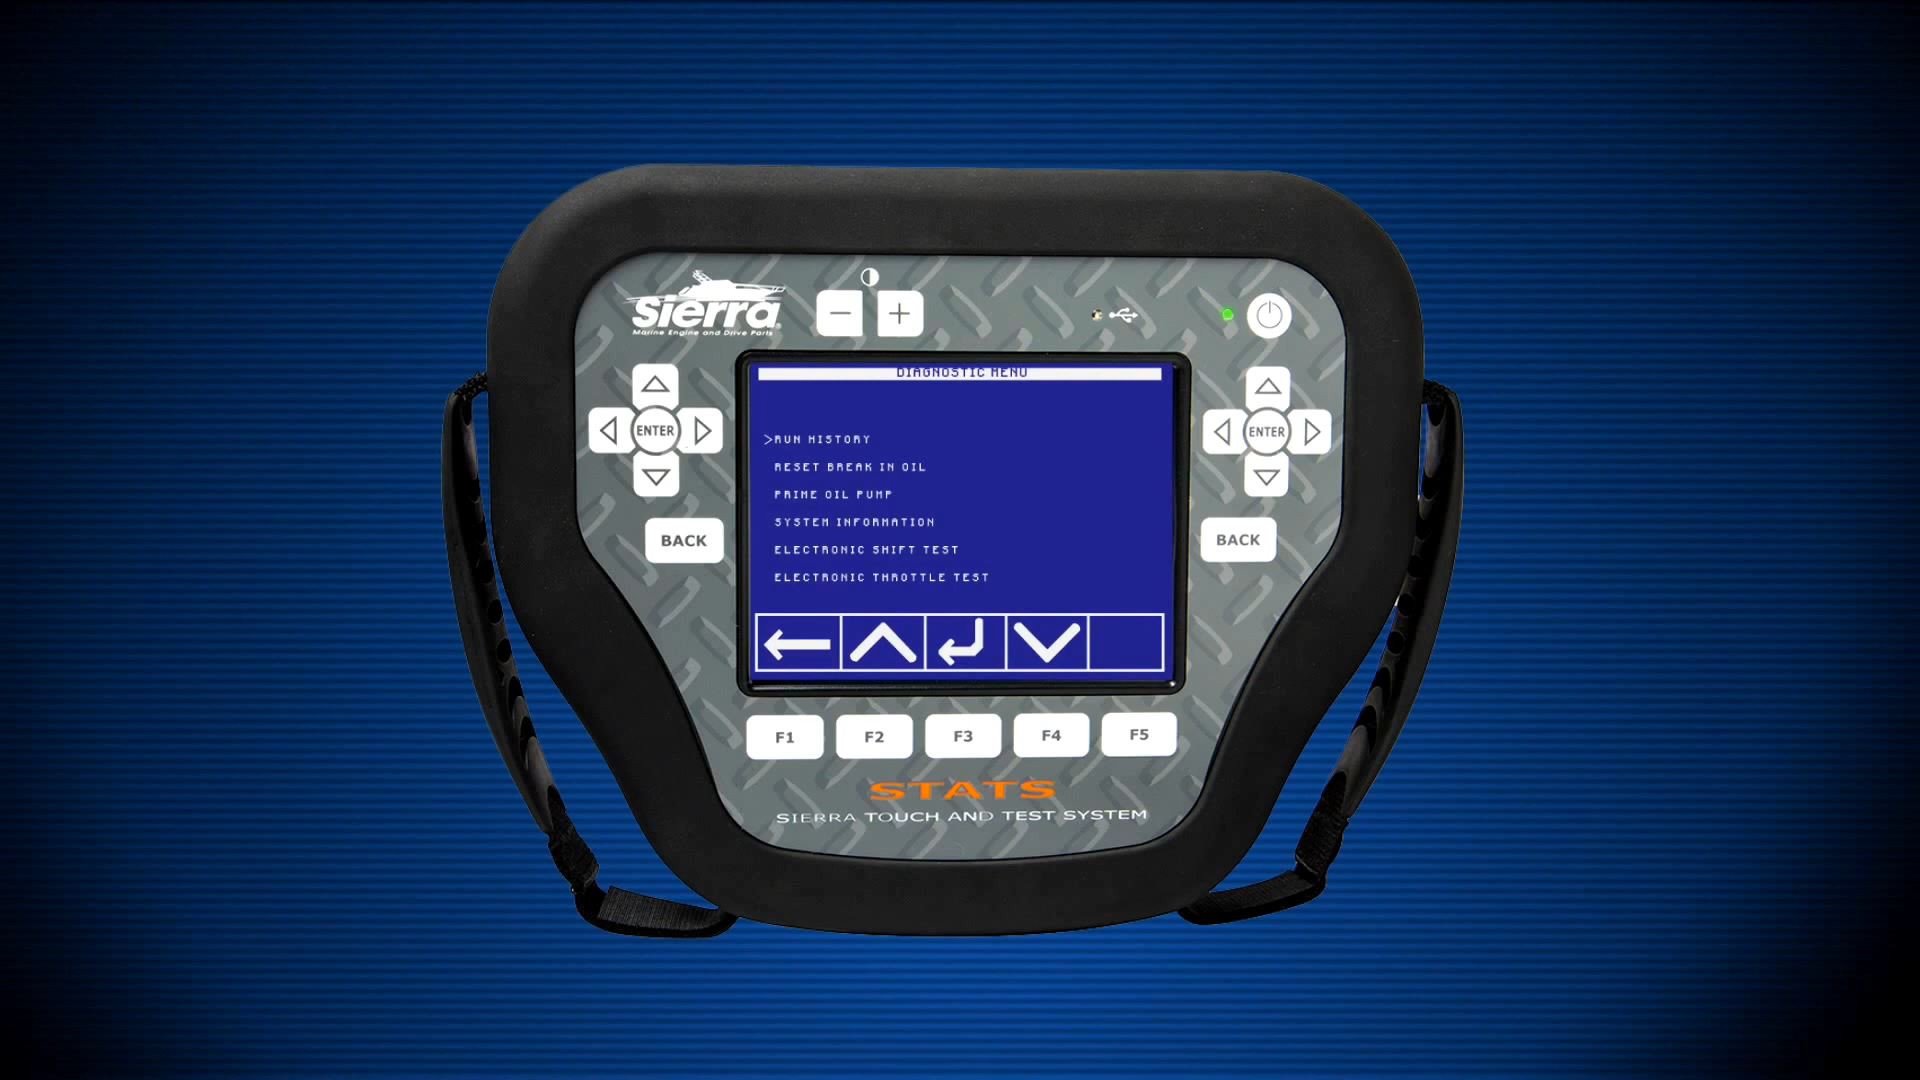 sierra
Marine Engine and Drive Parts
DIAGNOSTIC MENU
>RUN HISTORY
RESET BREAK IN OIL
PRIME OIL PUMP
SYSTEM INFORMATION
ELECTRONIC SHIFT TEST
ELECTRONIC THROTTLE TEST
ENTER
ENTER
BACK
BACK
F1 F2 F3 F4 F5
STATS
SIERRA TOUCH AND TEST SYSTEM